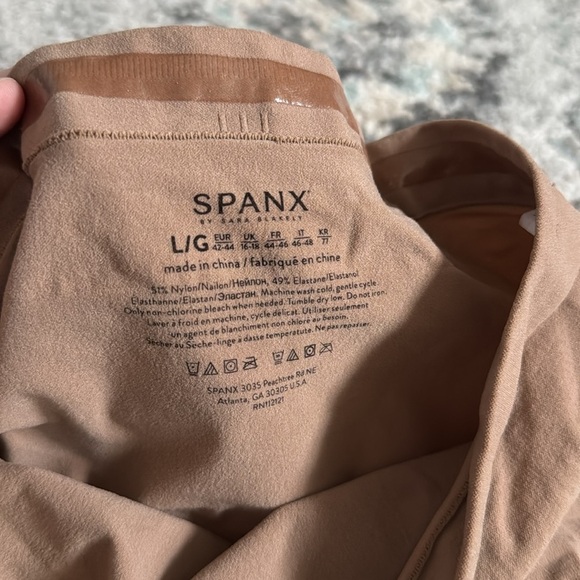 SPANX
BY SARA BLAKELY
L/G EUR 42-44 UK 16-18 FR 44-46 IT 46-48 KR 77
made in china / fabriqué en chine
51% Nylon/Nailon/Нейлон, 49% Elastane/Elastano/
Elasthanne/Elastan/Эластан. Machine wash cold, gentle cycle.
Only non-chlorine bleach when needed. Tumble dry low. Do not iron.
Laver à froid en machine, cycle délicat. Utiliser seulement
un agent de blanchiment non chloré au besoin.
Sécher au Sèche-linge à basse température. Ne pas repasser.
SPANX 3035 Peachtree Rd NE
Atlanta, GA 30305 U.S.A.
RN112121